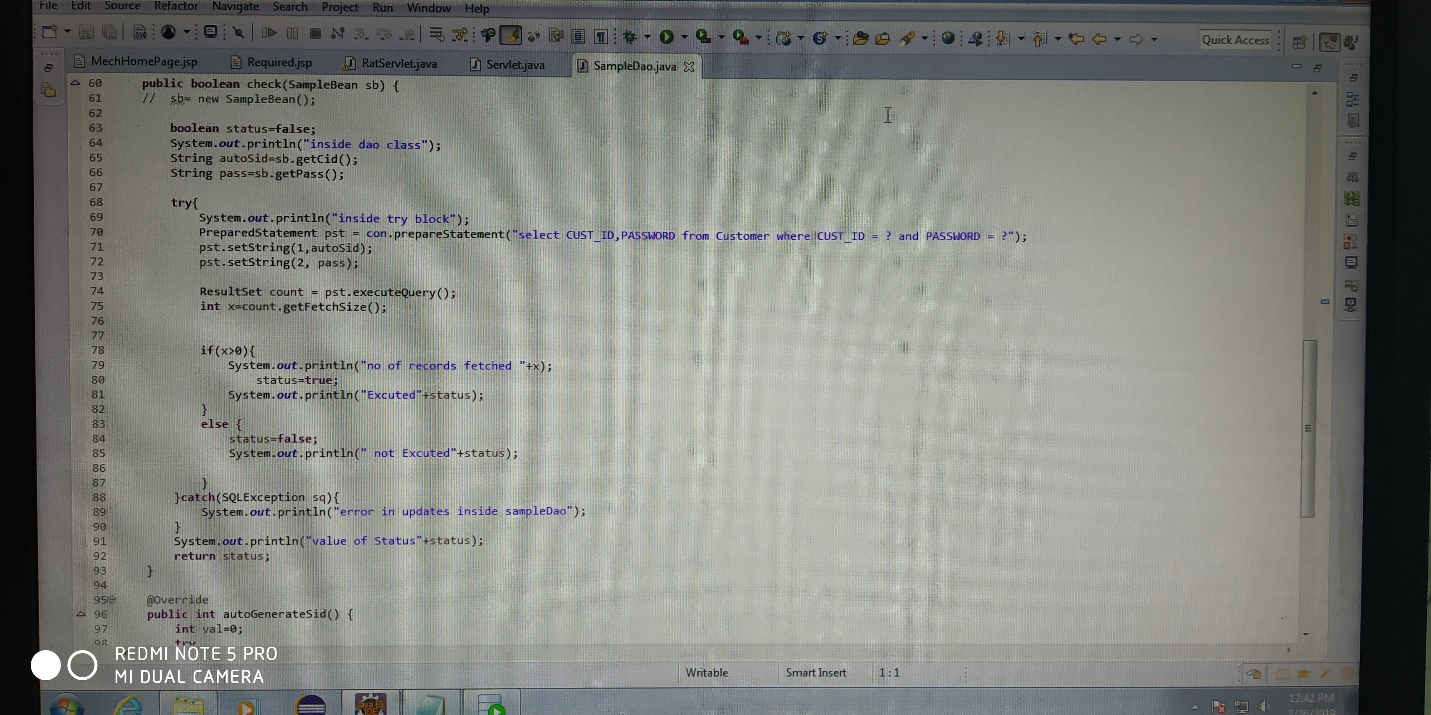 File Edit Source Refactor Navigate Search Project Run Window Help
Quick Access
MechHomePage.jsp Required.jsp RatServlet.java Servlet.java SampleDao.java
60 public boolean check(SampleBean sb) {
61 // sb= new SampleBean();
62
63 boolean status=false;
64 System.out.println("inside dao class");
65 String autoSid=sb.getCid();
66 String pass=sb.getPass();
67
68 try{
69 System.out.println("inside try block");
70 PreparedStatement pst = con.prepareStatement("select CUST_ID,PASSWORD from Customer where CUST_ID = ? and PASSWORD = ?");
71 pst.setString(1,autoSid);
72 pst.setString(2, pass);
73
74 ResultSet count = pst.executeQuery();
75 int x=count.getFetchSize();
76
77
78 if(x>0){
79 System.out.println("no of records fetched "+x);
80 status=true;
81 System.out.println("Excuted"+status);
82 }
83 else {
84 status=false;
85 System.out.println(" not Excuted"+status);
86
87 }
88 }catch(SQLException sq){
89 System.out.println("error in updates inside sampleDao");
90 }
91 System.out.println("value of Status"+status);
92 return status;
93 }
94
95 @Override
96 public int autoGenerateSid() {
97 int val=0;
98 try
REDMI NOTE 5 PRO
MI DUAL CAMERA
Writable Smart Insert 1:1
12:42 PM